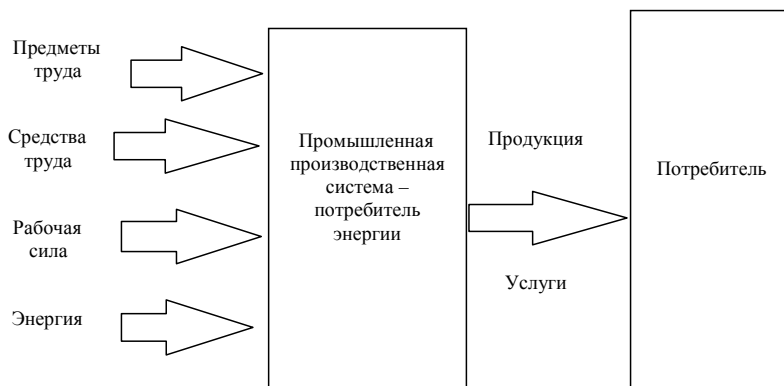 Предметы
труда
Средства
труда
Рабочая
сила
Энергия
Промышленная
производственная
система –
потребитель
энергии
Продукция
Услуги
Потребитель